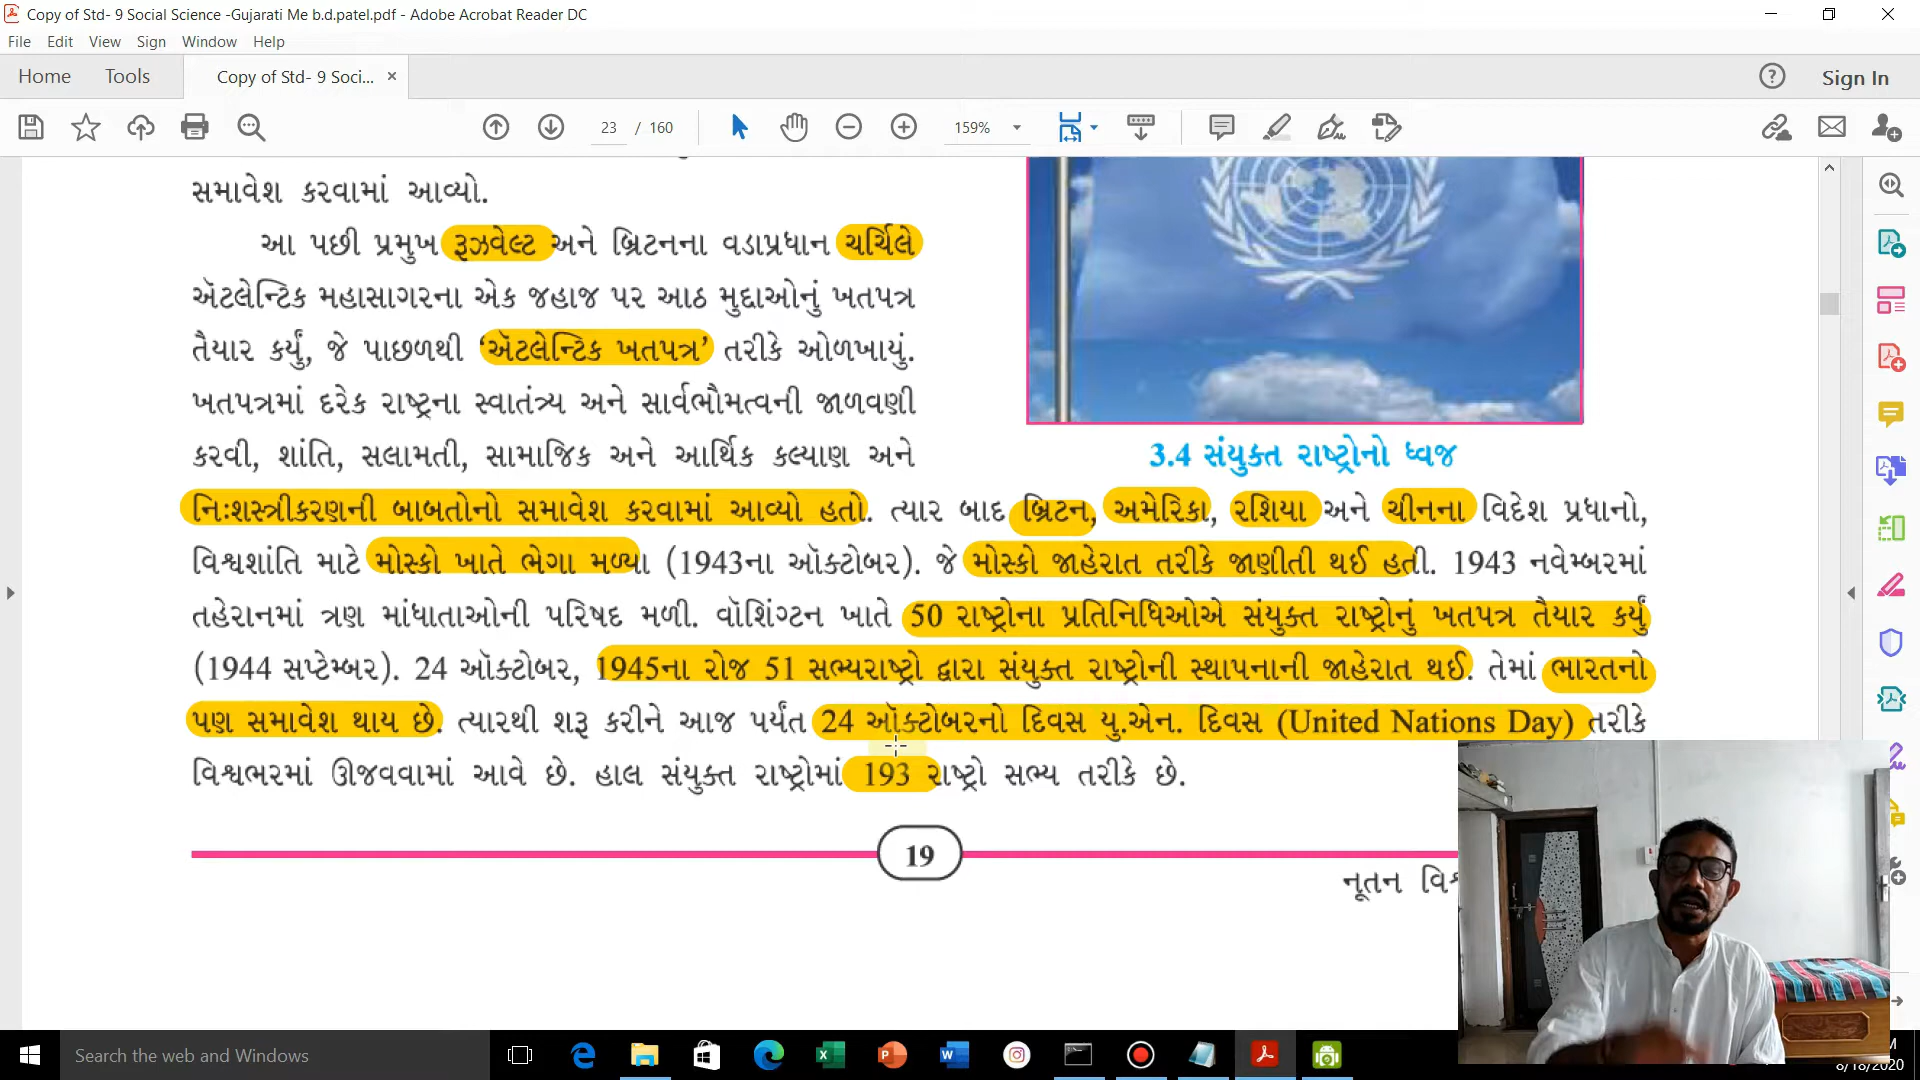 Copy of Std- 9 Social Science -Gujarati Me b.d.patel.pdf - Adobe Acrobat Reader DC
File Edit View Sign Window Help
Home Tools Copy of Std- 9 Soci... × Sign In
23 / 160 159%
સમાવેશ કરવામાં આવ્યો.
આ પછી પ્રમુખ રૂઝવેલ્ટ અને બ્રિટનના વડાપ્રધાન ચર્ચિલે
ઍટલેન્ટિક મહાસાગરના એક જહાજ પર આઠ મુદ્દાઓનું ખતપત્ર
તૈયાર કર્યું, જે પાછળથી ‘ઍટલેન્ટિક ખતપત્ર’ તરીકે ઓળખાયું.
ખતપત્રમાં દરેક રાષ્ટ્રના સ્વાતંત્ર્ય અને સાર્વભૌમત્વની જાળવણી
કરવી, શાંતિ, સલામતી, સામાજિક અને આર્થિક કલ્યાણ અને
3.4 સંયુક્ત રાષ્ટ્રોનો ધ્વજ
નિઃશસ્ત્રીકરણની બાબતોનો સમાવેશ કરવામાં આવ્યો હતો. ત્યાર બાદ બ્રિટન, અમેરિકા, રશિયા અને ચીનના વિદેશ પ્રધાનો,
વિશ્વશાંતિ માટે મોસ્કો ખાતે ભેગા મળ્યા (1943ના ઑક્ટોબર). જે મોસ્કો જાહેરાત તરીકે જાણીતી થઈ હતી. 1943 નવેમ્બરમાં
તહેરાનમાં ત્રણ માંધાતાઓની પરિષદ મળી. વૉશિંગ્ટન ખાતે 50 રાષ્ટ્રોના પ્રતિનિધિઓએ સંયુક્ત રાષ્ટ્રોનું ખતપત્ર તૈયાર કર્યું
(1944 સપ્ટેમ્બર). 24 ઑક્ટોબર, 1945ના રોજ 51 સભ્યરાષ્ટ્રો દ્વારા સંયુક્ત રાષ્ટ્રોની સ્થાપનાની જાહેરાત થઈ. તેમાં ભારતનો
પણ સમાવેશ થાય છે. ત્યારથી શરૂ કરીને આજ પર્યંત 24 ઑક્ટોબરનો દિવસ યુ.એન. દિવસ (United Nations Day) તરીકે
વિશ્વભરમાં ઊજવવામાં આવે છે. હાલ સંયુક્ત રાષ્ટ્રોમાં 193 રાષ્ટ્રો સભ્ય તરીકે છે.
19
નૂતન
Search the web and Windows
8/18/2020